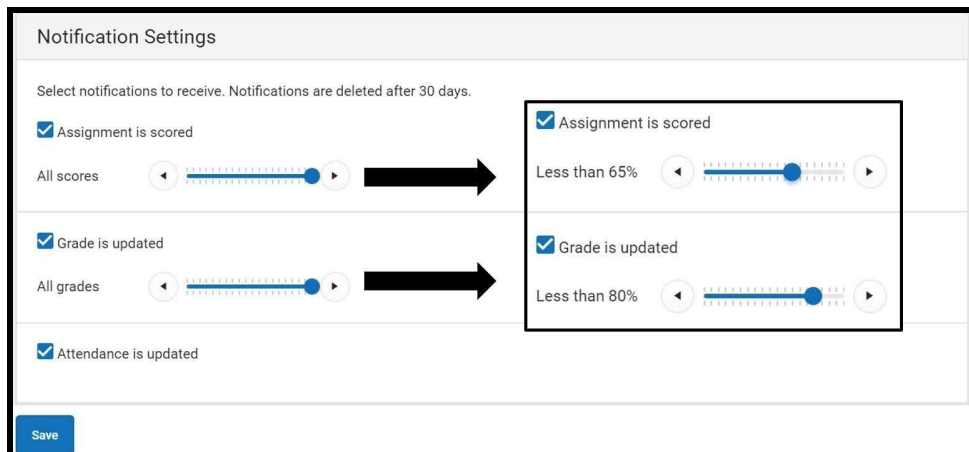 Notification Settings
Select notifications to receive. Notifications are deleted after 30 days.
Assignment is scored
All scores
Assignment is scored
Less than 65%
Grade is updated
All grades
Grade is updated
Less than 80%
Attendance is updated
Save